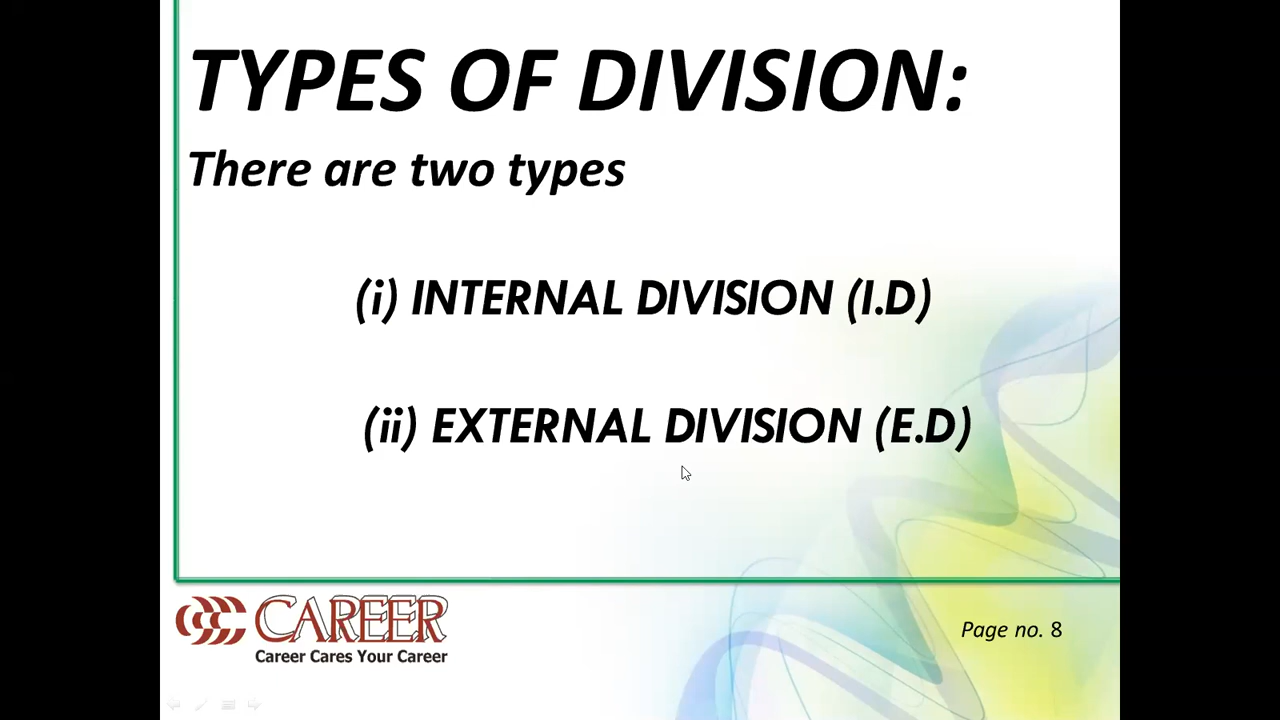 TYPES OF DIVISION:
There are two types
(i) INTERNAL DIVISION (I.D)
(ii) EXTERNAL DIVISION (E.D)
CAREER
Career Cares Your Career
Page no. 8